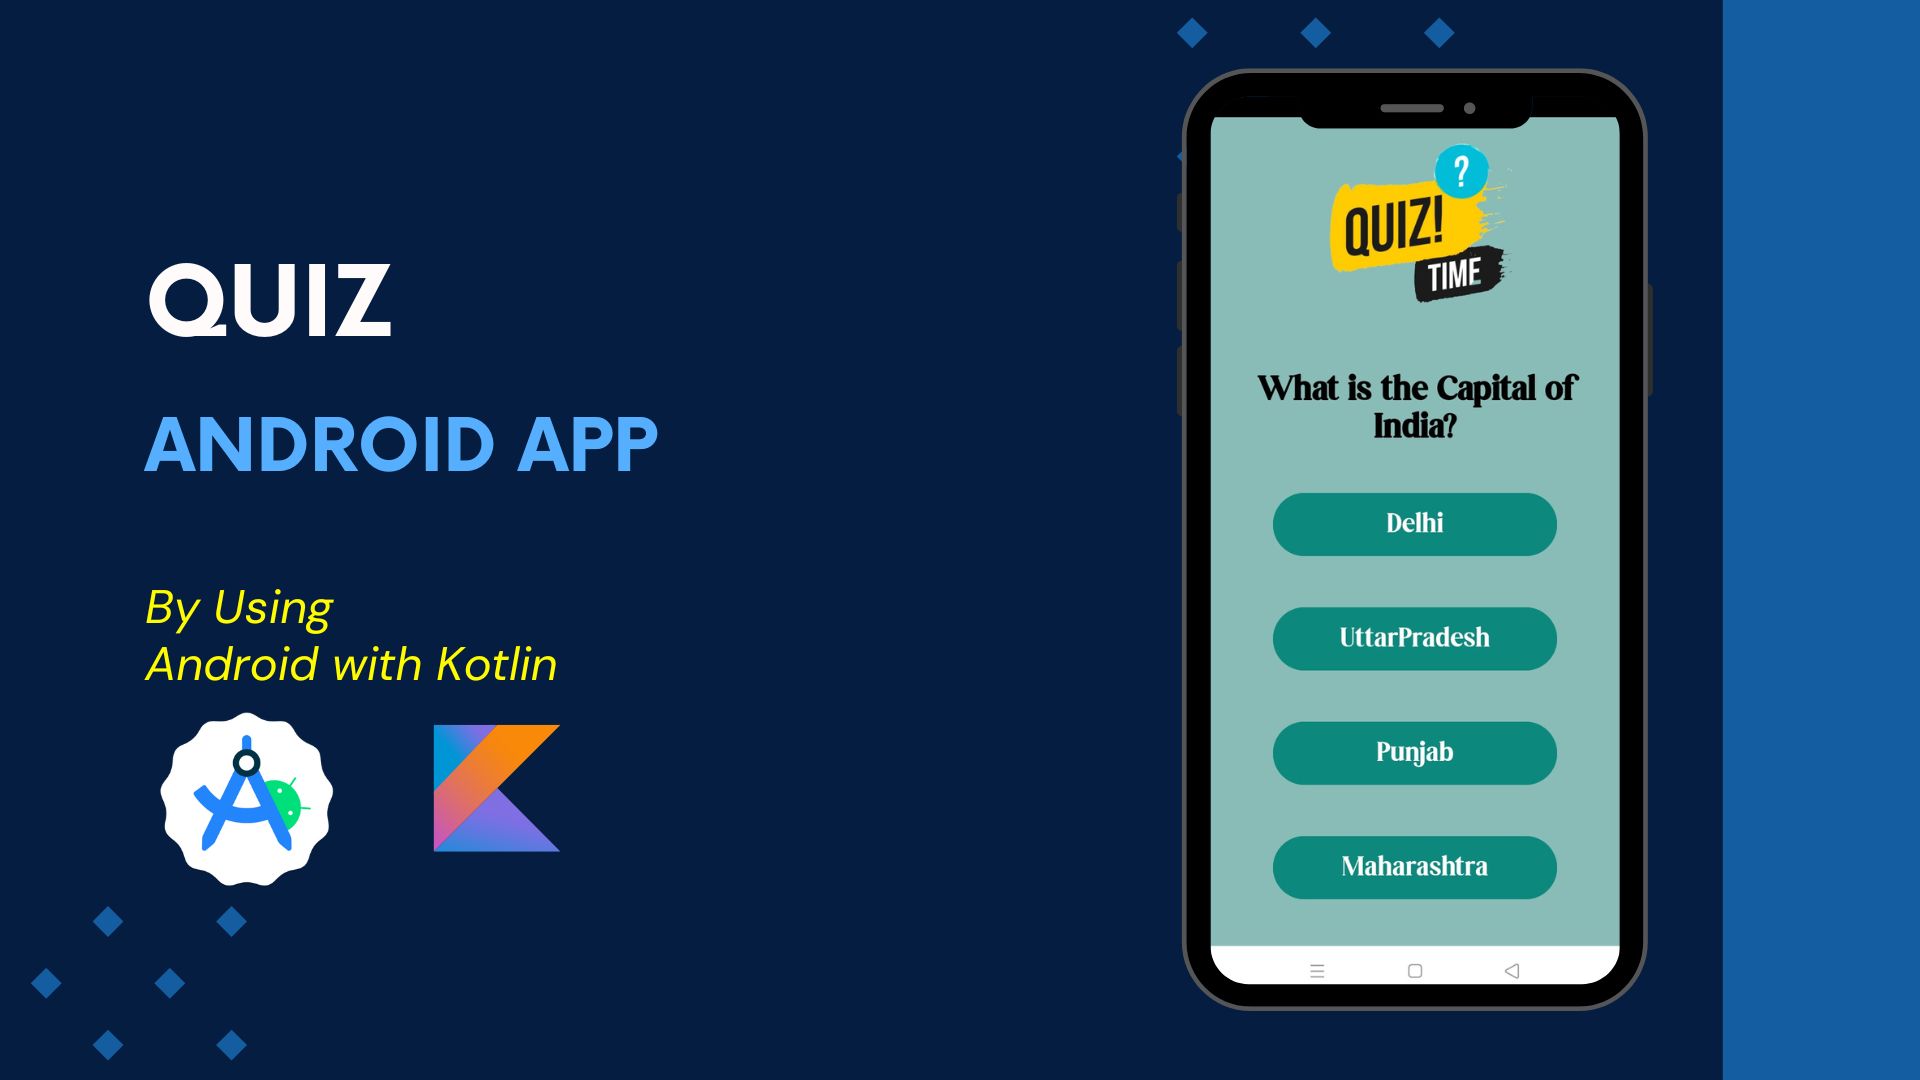 QUIZ
ANDROID APP
By Using
Android with Kotlin
?
QUIZ!
TIME
What is the Capital of
India?
Delhi
UttarPradesh
Punjab
Maharashtra